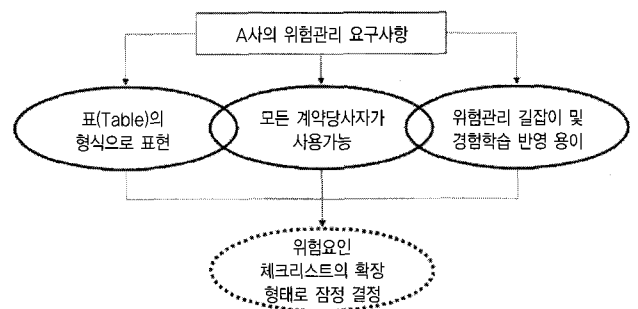 A사의 위험관리 요구사항
표(Table)의
형식으로 표현
모든 계약당사자가
사용가능
위험관리 길잡이 및
경험학습 반영 용이
위험요인
체크리스트의 확장
형태로 잠정 결정